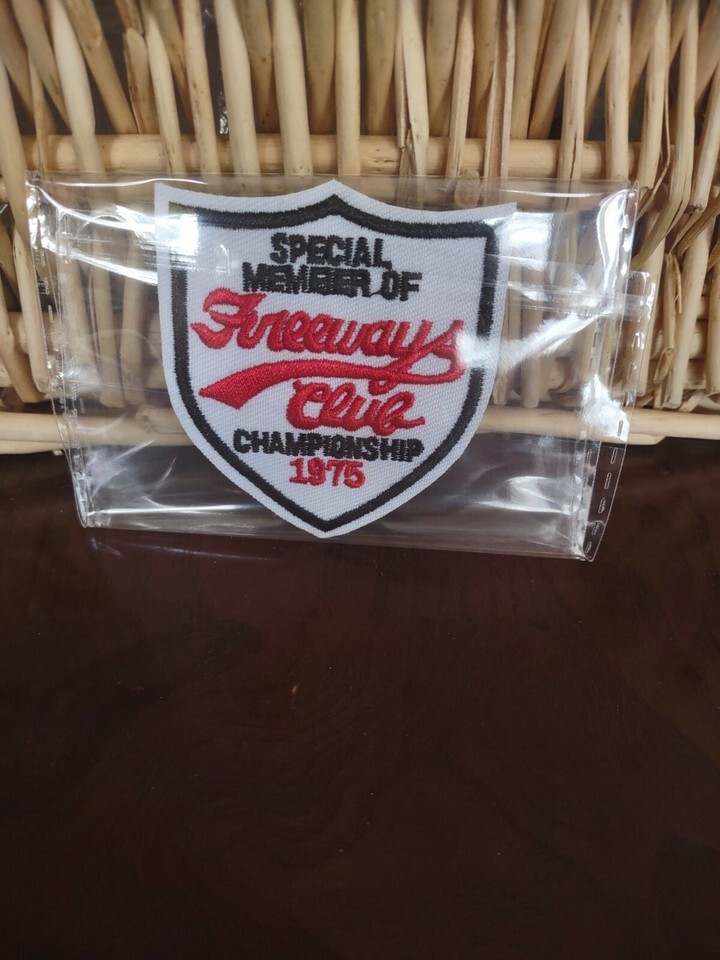 SPECIAL
MEMBER OF
Freeways
Club
CHAMPIONSHIP
1975